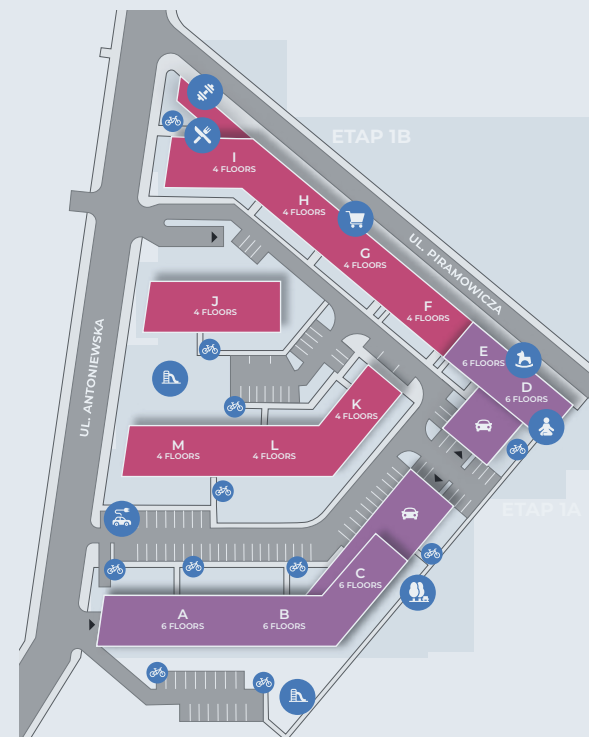 ETAP 1B
I
4 FLOORS
H
4 FLOORS
G
4 FLOORS
UL. PIRAMOWICZA
F
4 FLOORS
J
4 FLOORS
E
6 FLOORS
D
6 FLOORS
UL. ANTONIEWSKA
K
4 FLOORS
M
4 FLOORS
L
4 FLOORS
ETAP 1A
C
6 FLOORS
A
6 FLOORS
B
6 FLOORS